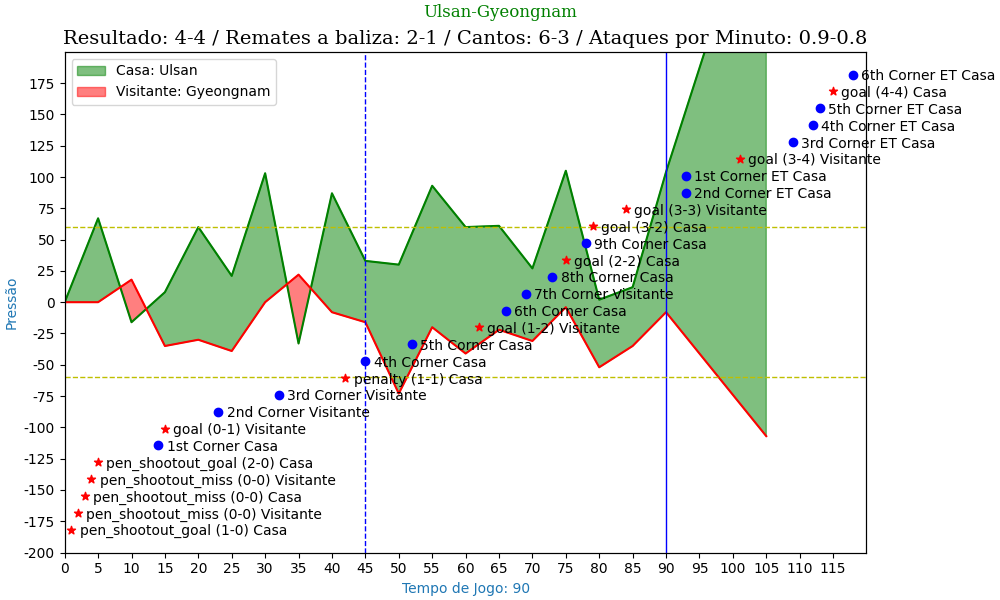 Ulsan-Gyeongnam
Resultado: 4-4 / Remates a baliza: 2-1 / Cantos: 6-3 / Ataques por Minuto: 0.9-0.8
Casa: Ulsan
Visitante: Gyeongnam
6th Corner ET Casa
goal (4-4) Casa
5th Corner ET Casa
4th Corner ET Casa
3rd Corner ET Casa
goal (3-4) Visitante
1st Corner ET Casa
2nd Corner ET Casa
goal (3-3) Visitante
goal (3-2) Casa
9th Corner Casa
goal (2-2) Casa
8th Corner Casa
7th Corner Visitante
6th Corner Casa
goal (1-2) Visitante
5th Corner Casa
4th Corner Casa
penalty (1-1) Casa
3rd Corner Visitante
2nd Corner Visitante
goal (0-1) Visitante
1st Corner Casa
pen_shootout_goal (2-0) Casa
pen_shootout_miss (0-0) Visitante
pen_shootout_miss (0-0) Casa
pen_shootout_miss (0-0) Visitante
pen_shootout_goal (1-0) Casa
175
150
125
100
75
50
25
0
-25
-50
-75
-100
-125
-150
-175
-200
Pressão
0 5 10 15 20 25 30 35 40 45 50 55 60 65 70 75 80 85 90 95 100 105 110 115
Tempo de Jogo: 90